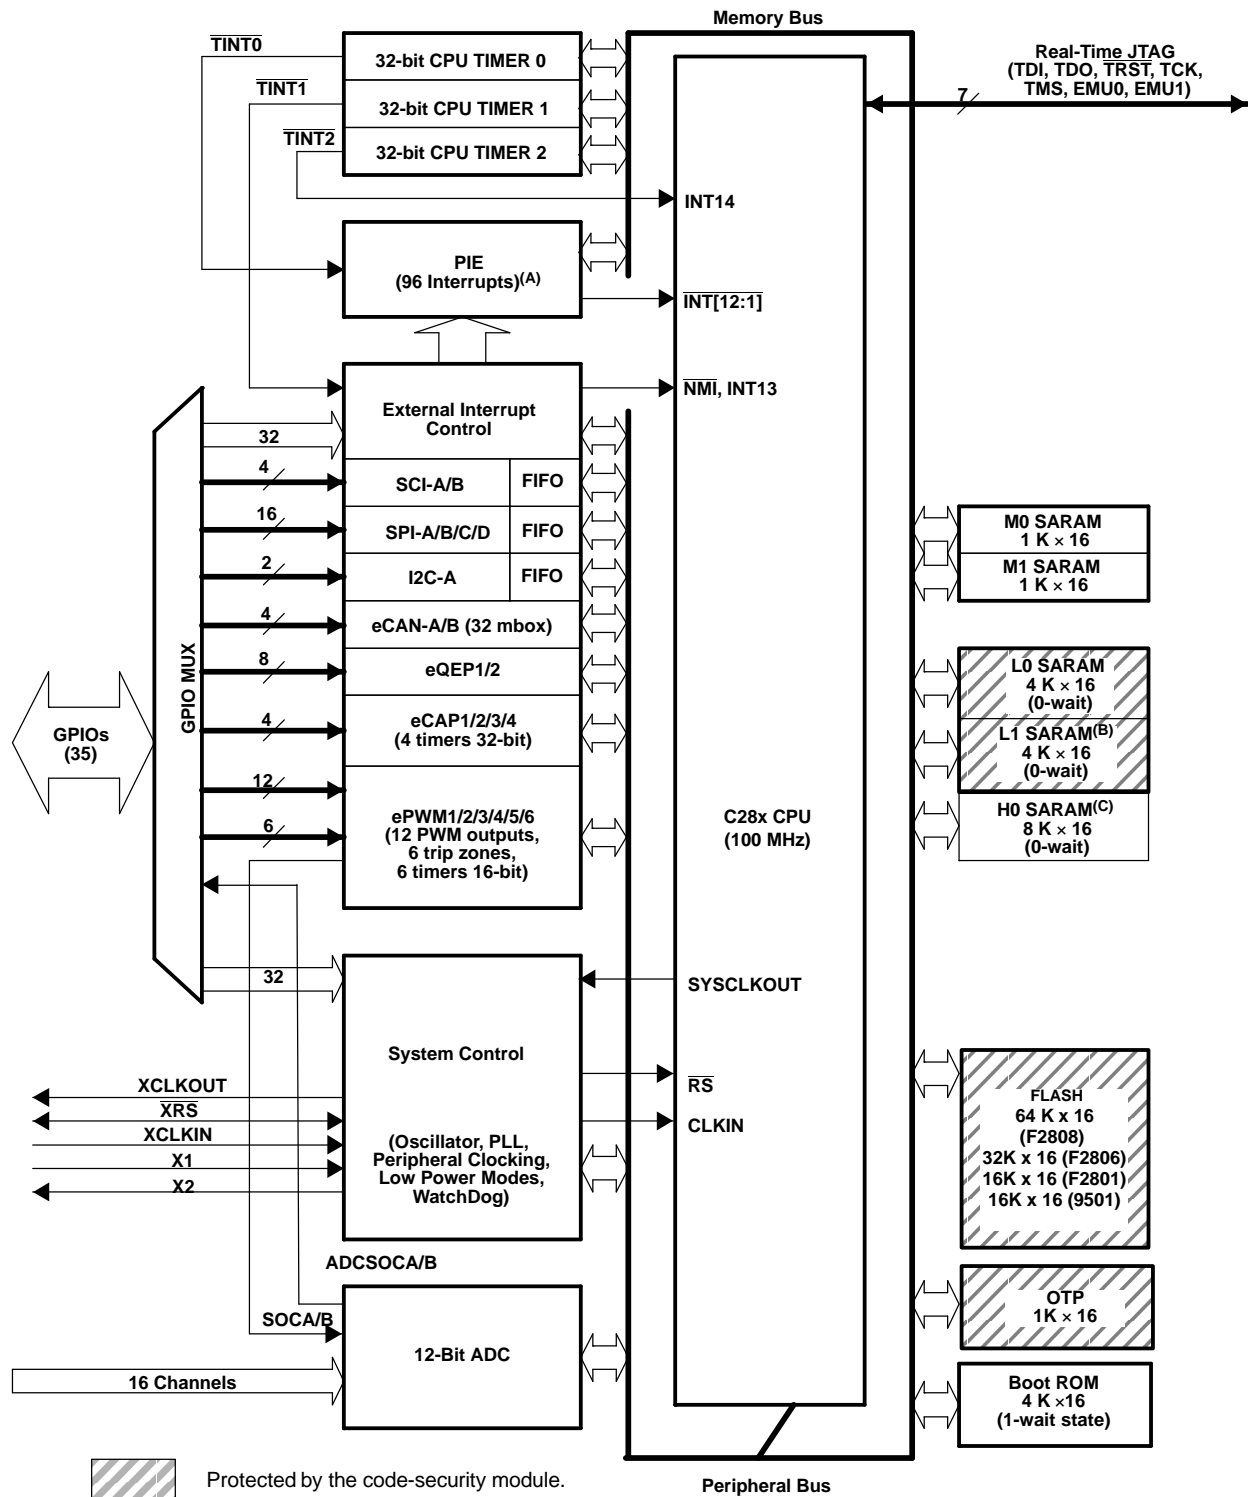 Memory Bus
TINT0
32-bit CPU TIMER 0
Real-Time JTAG
(TDI, TDO, TRST, TCK,
TMS, EMU0, EMU1)
7
TINT1
32-bit CPU TIMER 1
TINT2
32-bit CPU TIMER 2
INT14
PIE
(96 Interrupts)(A)
INT[12:1]
NMI, INT13
External Interrupt
Control
32
4
SCI-A/B
FIFO
16
SPI-A/B/C/D
FIFO
2
I2C-A
FIFO
4
eCAN-A/B (32 mbox)
8
eQEP1/2
4
eCAP1/2/3/4
(4 timers 32-bit)
12
6
ePWM1/2/3/4/5/6
(12 PWM outputs,
6 trip zones,
6 timers 16-bit)
GPIO MUX
GPIOs
(35)
C28x CPU
(100 MHz)
M0 SARAM
1 K × 16
M1 SARAM
1 K × 16
L0 SARAM
4 K × 16
(0-wait)
L1 SARAM(B)
4 K × 16
(0-wait)
H0 SARAM(C)
8 K × 16
(0-wait)
32
SYSCLKOUT
System Control
RS
CLKIN
XCLKOUT
XRS
XCLKIN
X1
X2
(Oscillator, PLL,
Peripheral Clocking,
Low Power Modes,
WatchDog)
FLASH
64 K x 16
(F2808)
32K x 16 (F2806)
16K x 16 (F2801)
16K x 16 (9501)
ADCSOCA/B
SOCA/B
12-Bit ADC
16 Channels
OTP
1K × 16
Boot ROM
4 K ×16
(1-wait state)
Protected by the code-security module.
Peripheral Bus